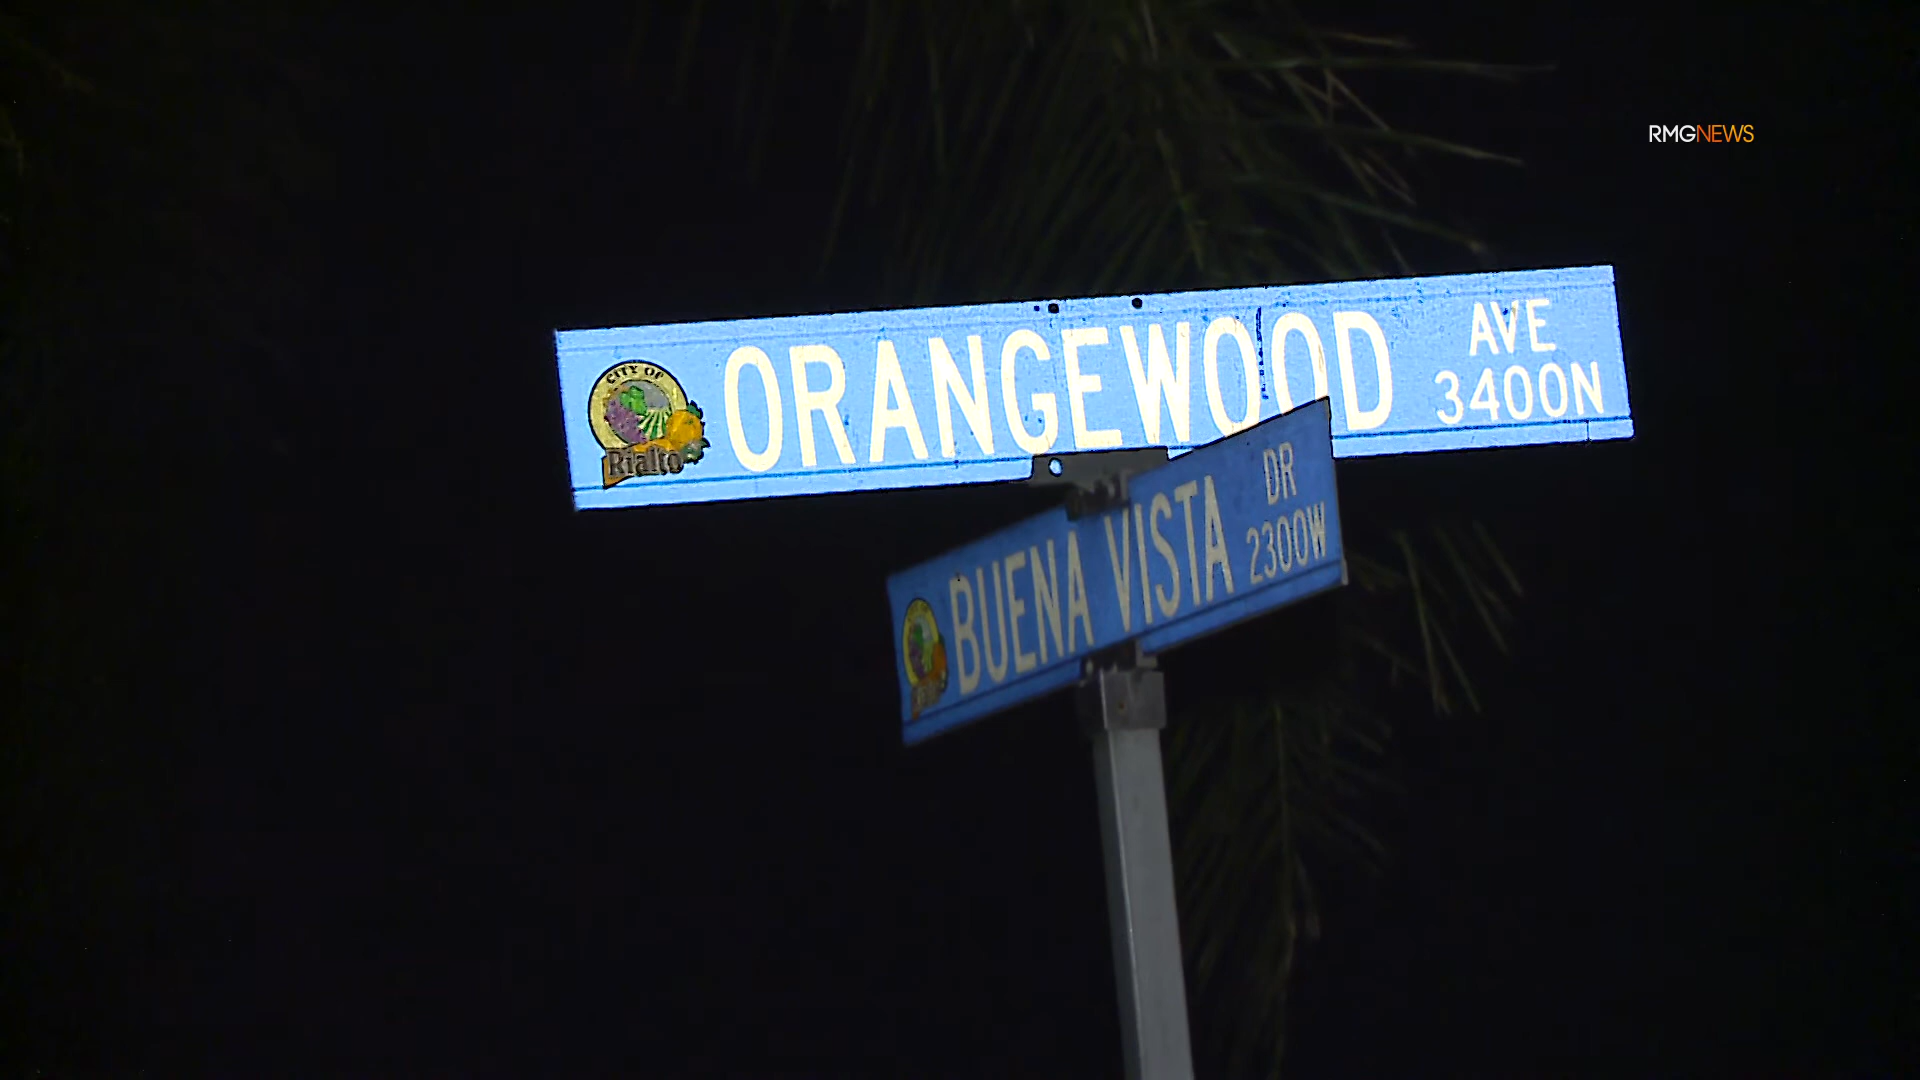 RMGNEWS
CITY OF
Rialto
ORANGEWOOD AVE
3400N
BUENA VISTA DR
2300W